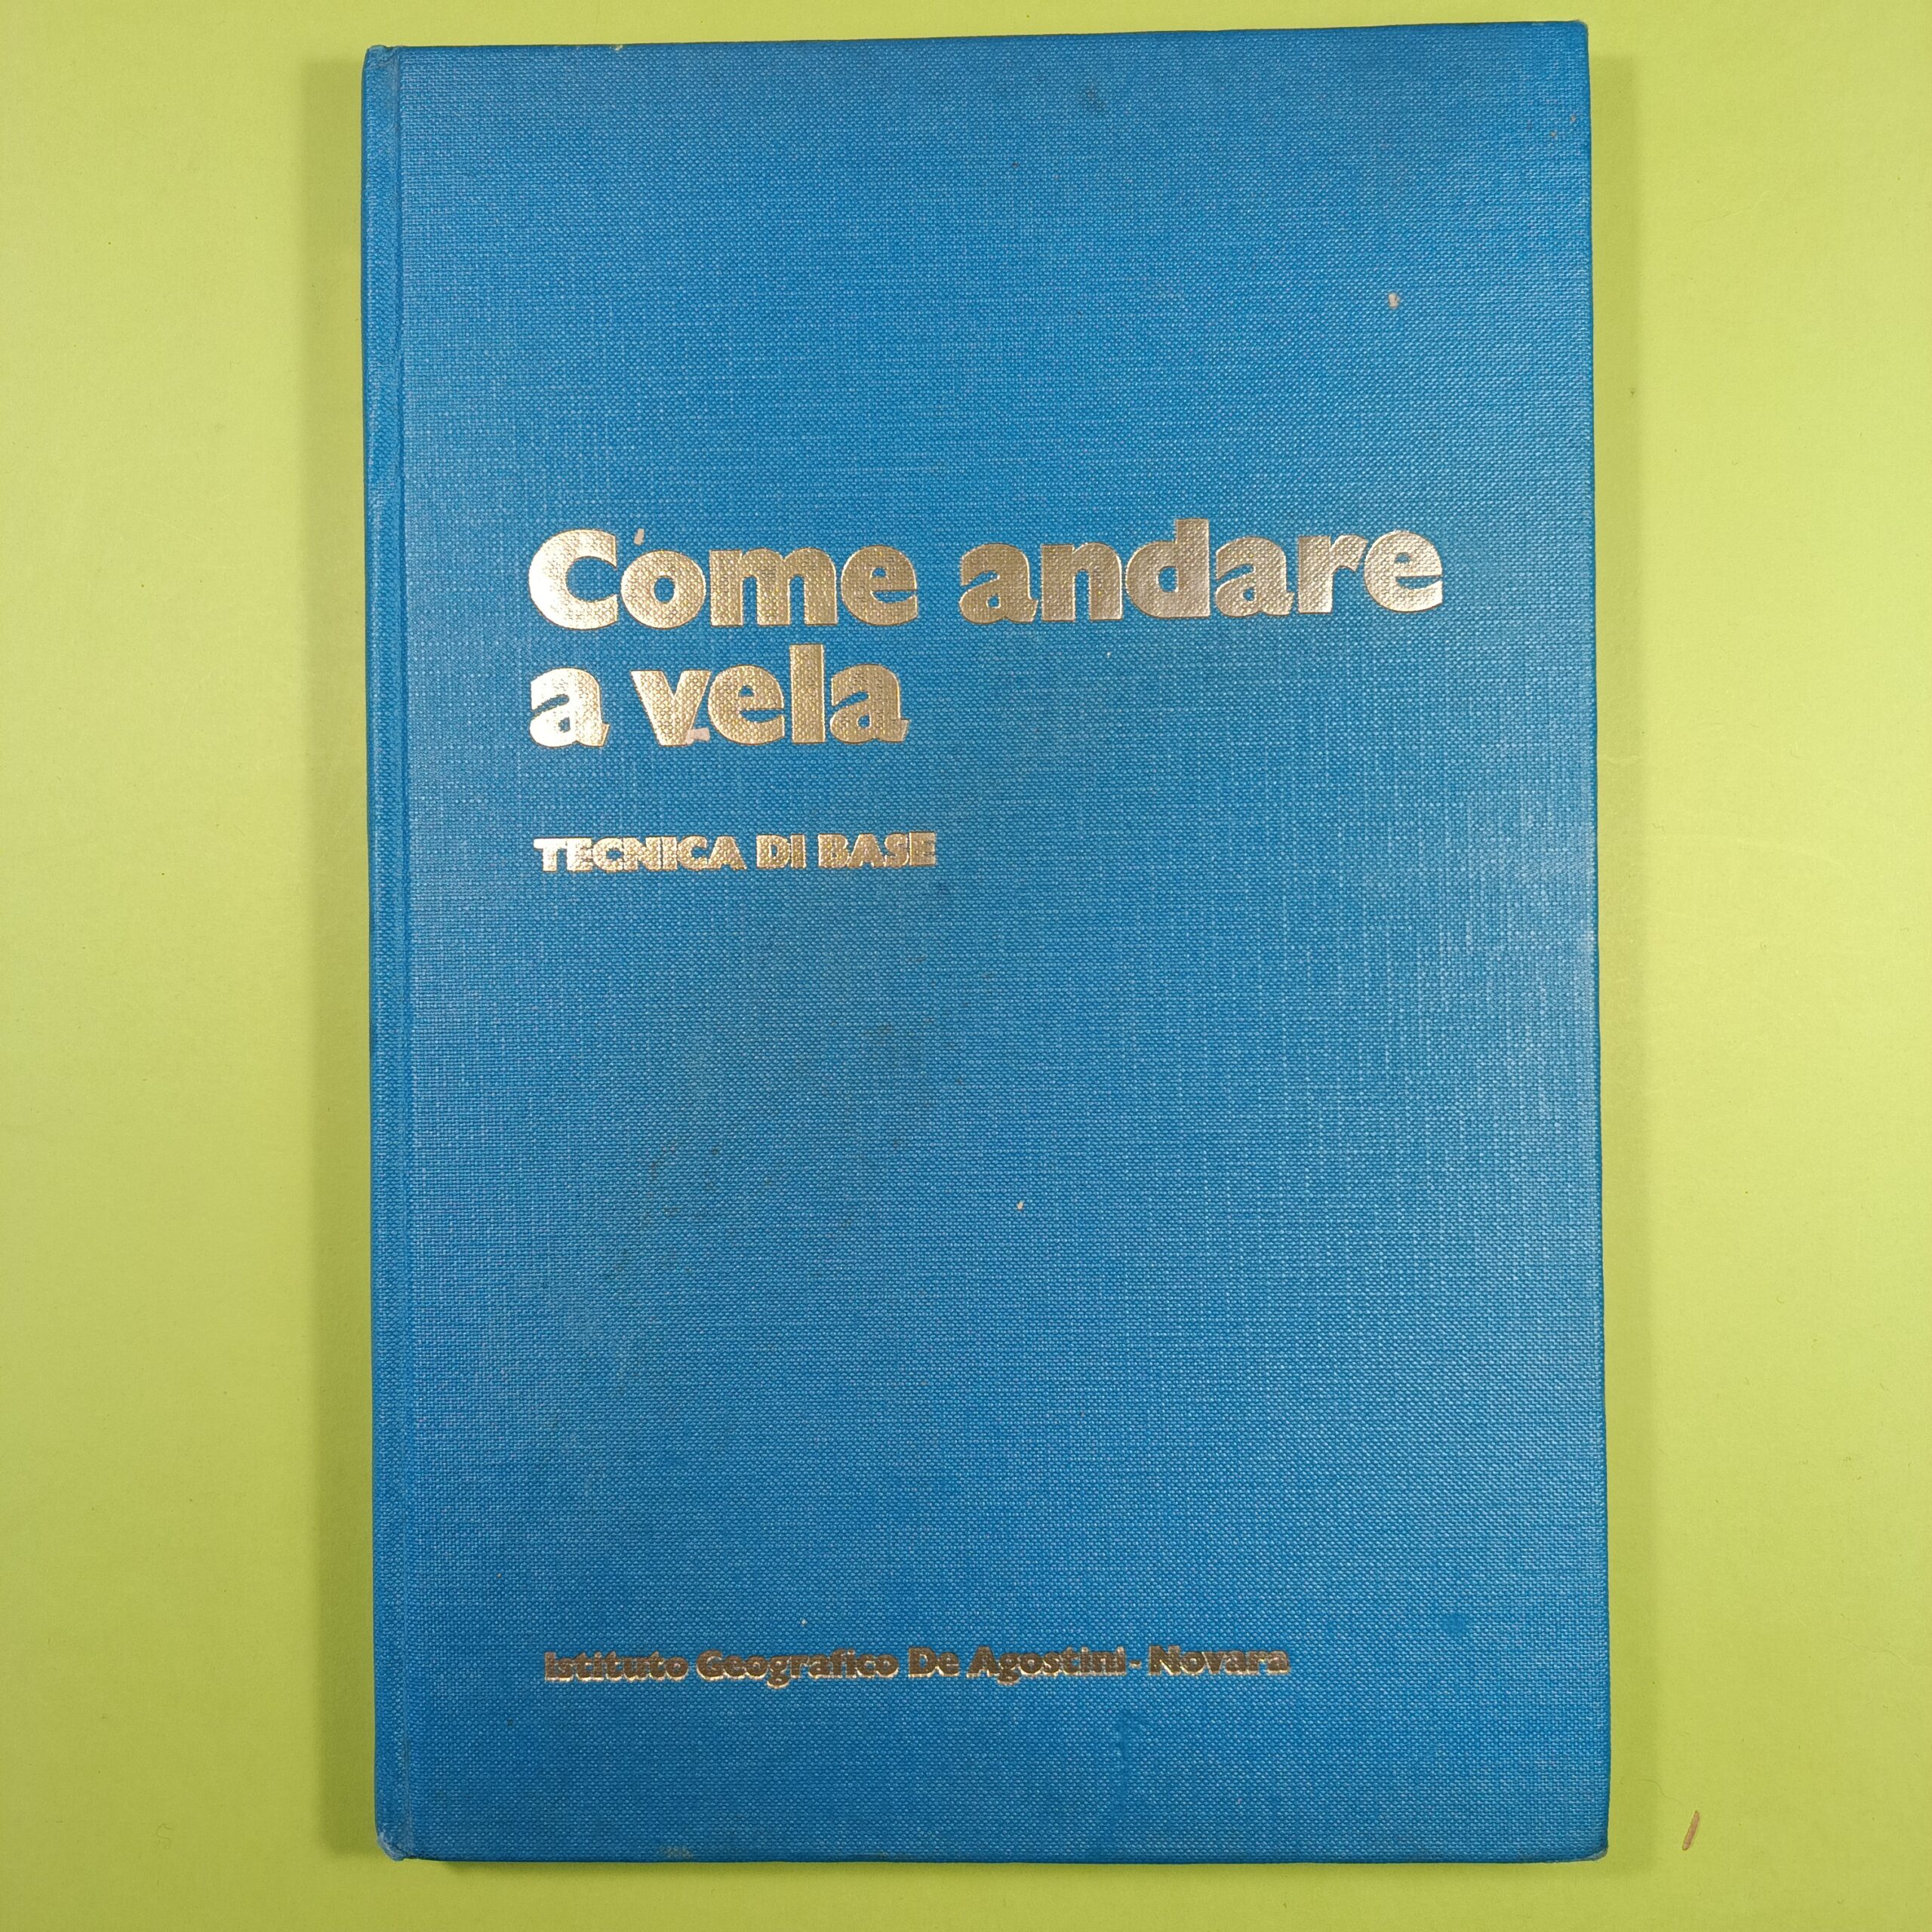 Come andare
a vela
TECNICA DI BASE
Istituto Geografico De Agostini - Novara